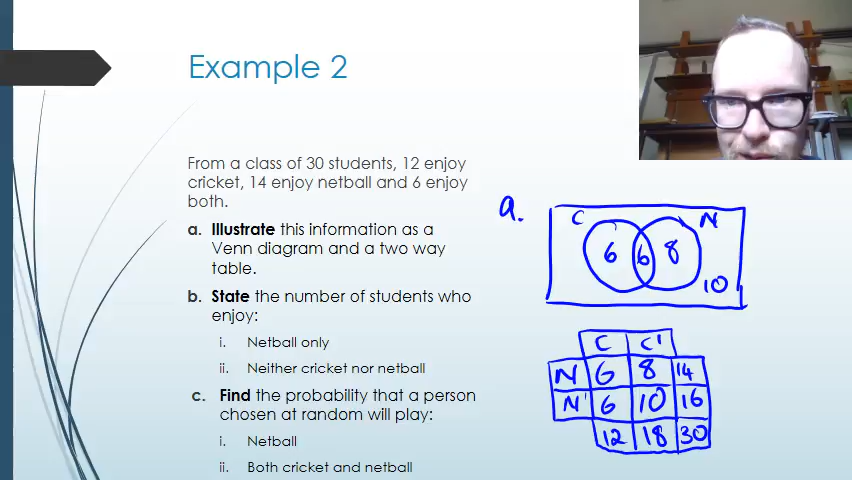 Example 2
From a class of 30 students, 12 enjoy
cricket, 14 enjoy netball and 6 enjoy
both.
a. Illustrate this information as a
Venn diagram and a two way
table.
b. State the number of students who
enjoy:
i. Netball only
ii. Neither cricket nor netball
c. Find the probability that a person
chosen at random will play:
i. Netball
ii. Both cricket and netball
a.
C N
6 6 8
10
C C'
N 6 8 14
N' 6 10 16
12 18 30